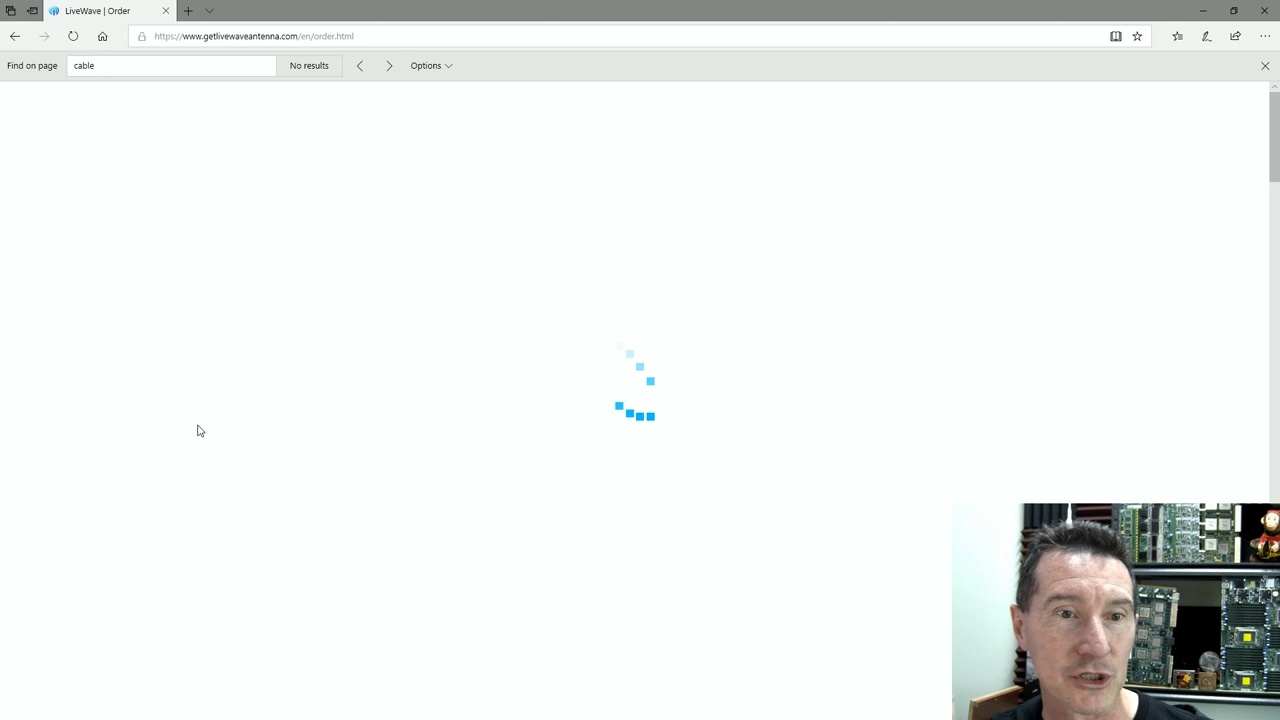 LiveWave | Order
https://www.getlivewaveantenna.com/en/order.html
Find on page
cable
No results
Options